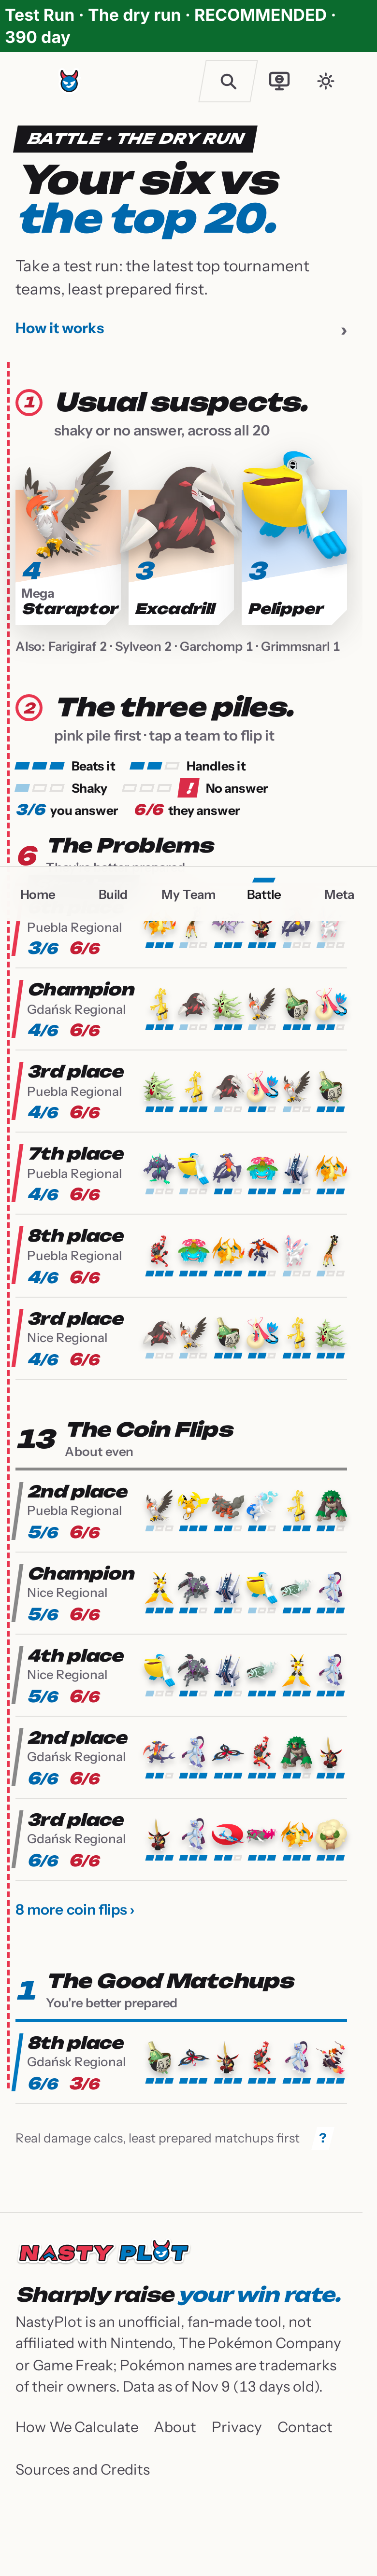 Test Run · The dry run · RECOMMENDED ·
390 day
BATTLE · THE DRY RUN
Your six vs
the top 20.
Take a test run: the latest top tournament
teams, least prepared first.
How it works ›
1 Usual suspects.
shaky or no answer, across all 20
4 3 3
Mega
Staraptor Excadrill Pelipper
Also: Farigiraf 2 · Sylveon 2 · Garchomp 1 · Grimmsnarl 1
2 The three piles.
pink pile first · tap a team to flip it
Beats it Handles it
Shaky ! No answer
3/6 you answer 6/6 they answer
6 The Problems
Home Build My Team Battle Meta
Puebla Regional
3/6 6/6
Champion
Gdańsk Regional
4/6 6/6
3rd place
Puebla Regional
4/6 6/6
7th place
Puebla Regional
4/6 6/6
8th place
Puebla Regional
4/6 6/6
3rd place
Nice Regional
4/6 6/6
13 The Coin Flips
About even
2nd place
Puebla Regional
5/6 6/6
Champion
Nice Regional
5/6 6/6
4th place
Nice Regional
5/6 6/6
2nd place
Gdańsk Regional
6/6 6/6
3rd place
Gdańsk Regional
6/6 6/6
8 more coin flips ›
1 The Good Matchups
You're better prepared
8th place
Gdańsk Regional
6/6 3/6
Real damage calcs, least prepared matchups first ?
NASTY PLOT
Sharply raise your win rate.
NastyPlot is an unofficial, fan-made tool, not
affiliated with Nintendo, The Pokémon Company
or Game Freak; Pokémon names are trademarks
of their owners. Data as of Nov 9 (13 days old).
How We Calculate About Privacy Contact
Sources and Credits